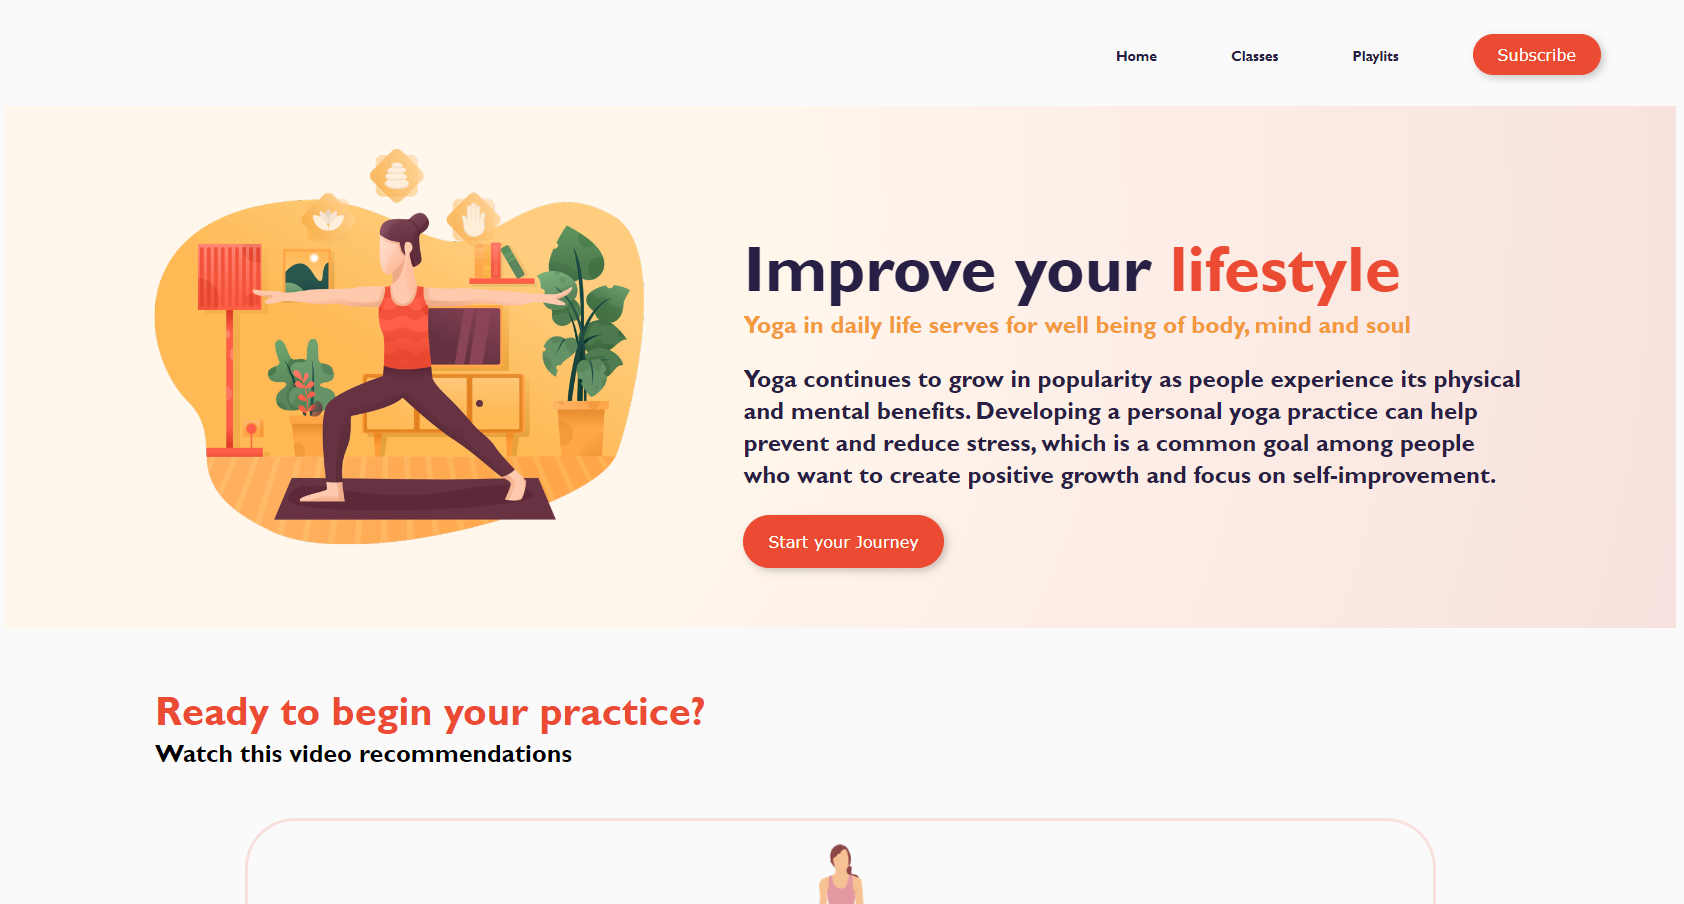 Home Classes Playlits Subscribe
Improve your lifestyle
Yoga in daily life serves for well being of body, mind and soul
Yoga continues to grow in popularity as people experience its physical
and mental benefits. Developing a personal yoga practice can help
prevent and reduce stress, which is a common goal among people
who want to create positive growth and focus on self-improvement.
Start your Journey
Ready to begin your practice?
Watch this video recommendations